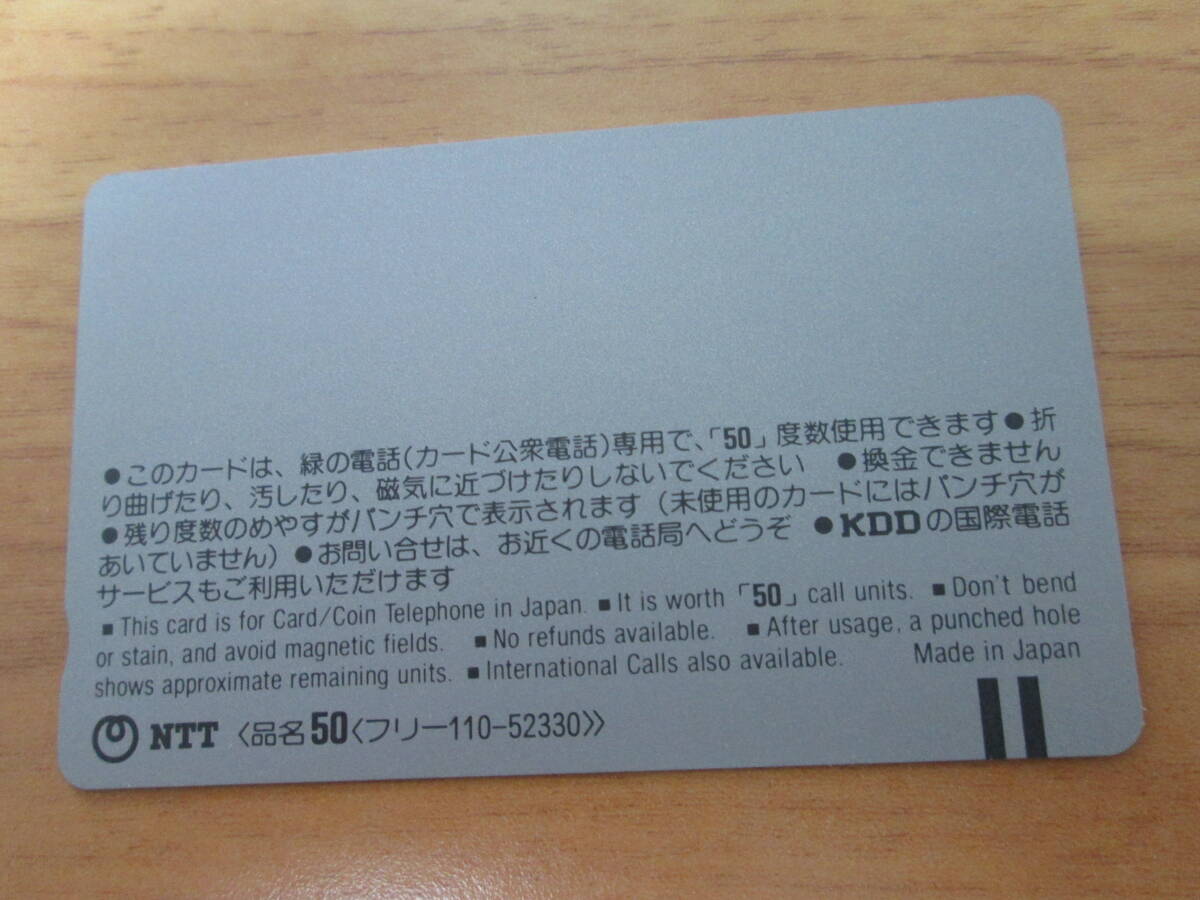 ●このカードは、緑の電話(カード公衆電話)専用で、「50」度数使用できます●折
り曲げたり、汚したり、磁気に近づけたりしないでください ●換金できません
●残り度数のめやすがパンチ穴で表示されます(未使用のカードにはパンチ穴が
あいていません)●お問い合せは、お近くの電話局へどうぞ ●KDDの国際電話
サービスもご利用いただけます
■This card is for Card/Coin Telephone in Japan. ■It is worth「50」call units. ■Don't bend
or stain, and avoid magnetic fields. ■No refunds available. ■After usage, a punched hole
shows approximate remaining units. ■International Calls also available. Made in Japan
NTT 〈品名50〈フリー110-52330〉〉